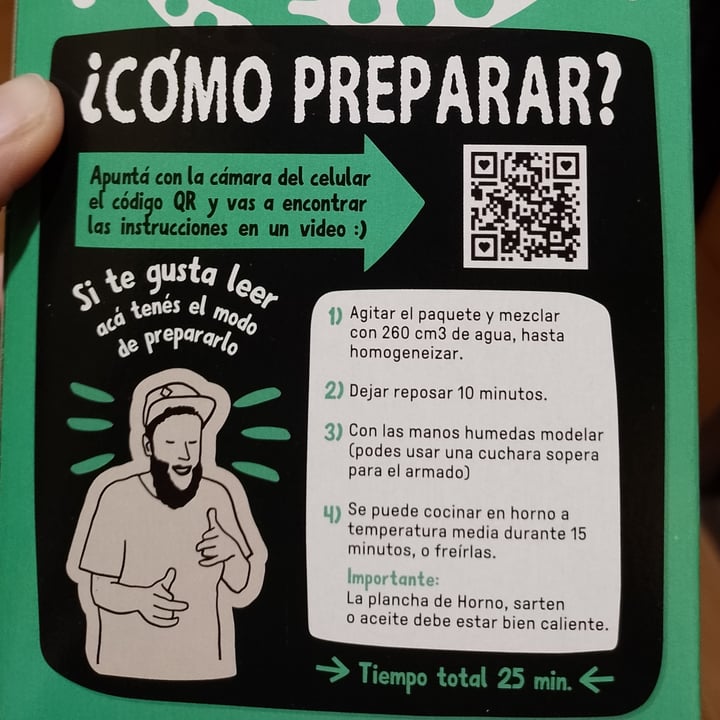 ¿CÓMO PREPARAR?
Apuntá con la cámara del celular
el código QR y vas a encontrar
las instrucciones en un video :)
Si te gusta leer
acá tenés el modo
de prepararlo
1) Agitar el paquete y mezclar
con 260 cm3 de agua, hasta
homogeneizar.
2) Dejar reposar 10 minutos.
3) Con las manos humedas modelar
(podes usar una cuchara sopera
para el armado)
4) Se puede cocinar en horno a
temperatura media durante 15
minutos, o freírlas.
Importante:
La plancha de Horno, sarten
o aceite debe estar bien caliente.
Tiempo total 25 min.